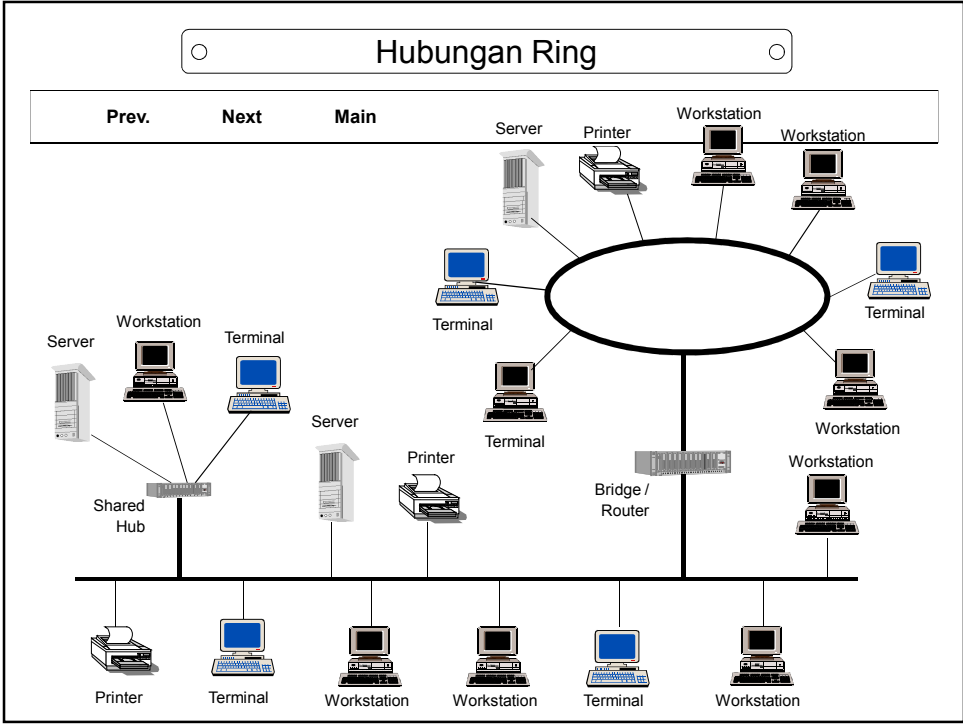 Hubungan Ring
Prev. Next Main
Server
Printer
Workstation
Workstation
Terminal
Terminal
Terminal
Workstation
Server
Workstation
Terminal
Shared
Hub
Server
Printer
Bridge /
Router
Workstation
Printer
Terminal
Workstation
Workstation
Terminal
Workstation